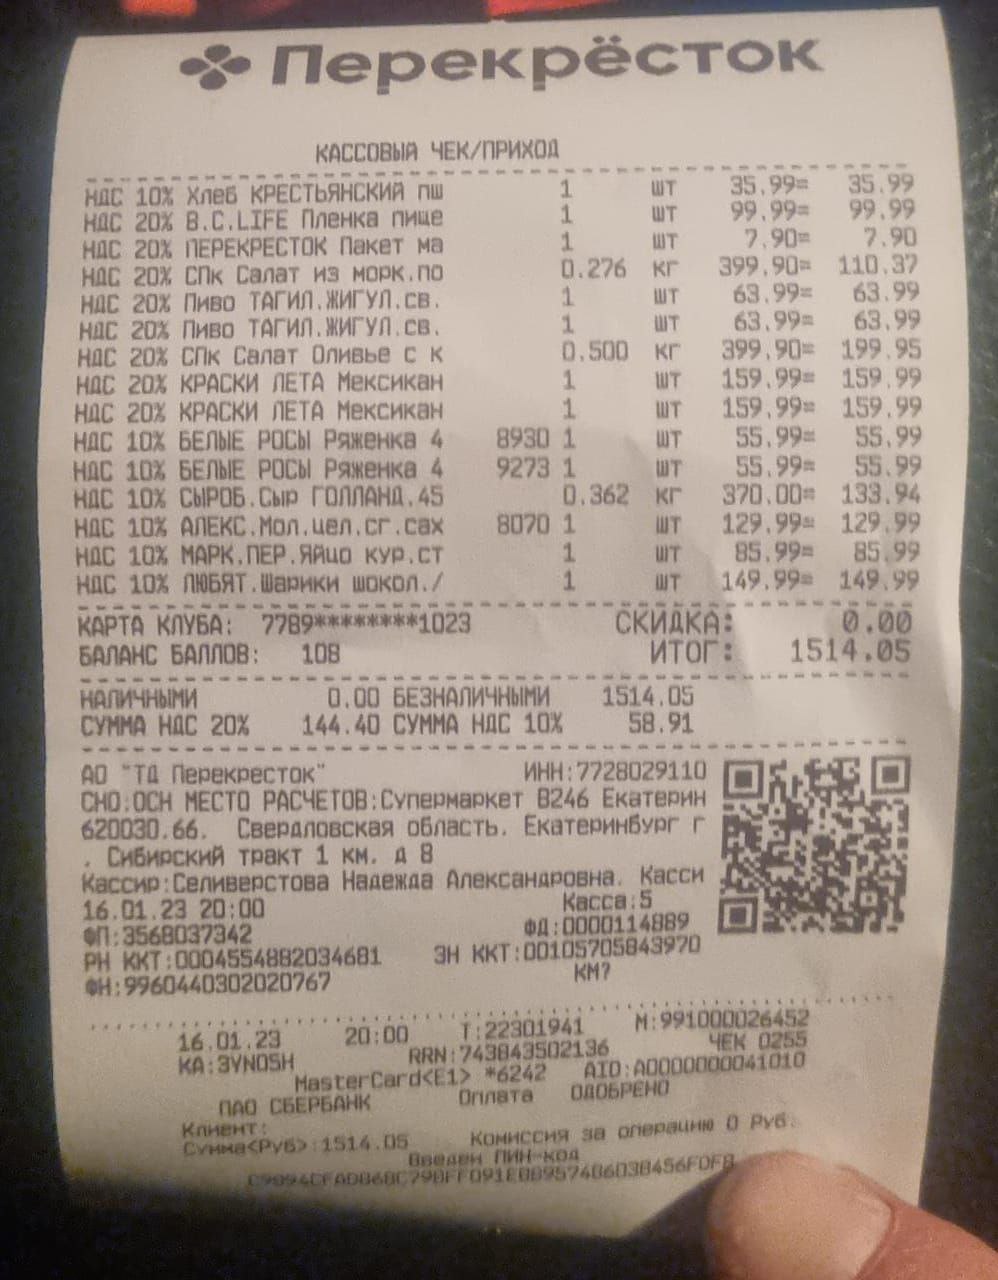 Перекрёсток
КАССОВЫЙ ЧЕК/ПРИХОД
НДС 10% Хлеб КРЕСТЬЯНСКИЙ пш 1 шт 35.99= 35.99
НДС 20% B.C.LIFE Пленка пище 1 шт 99.99= 99.99
НДС 20% ПЕРЕКРЕСТОК Пакет ма 1 шт 7.90= 7.90
НДС 20% СПк Салат из морк.по 0.276 кг 399.90= 110.37
НДС 20% Пиво ТАГИЛ.ЖИГУЛ.св. 1 шт 63.99= 63.99
НДС 20% Пиво ТАГИЛ.ЖИГУЛ.св. 1 шт 63.99= 63.99
НДС 20% СПк Салат Оливье с к 0.500 кг 399.90= 199.95
НДС 20% КРАСКИ ЛЕТА Мексикан 1 шт 159.99= 159.99
НДС 20% КРАСКИ ЛЕТА Мексикан 1 шт 159.99= 159.99
НДС 10% БЕЛЫЕ РОСЫ Ряженка 4 8930 1 шт 55.99= 55.99
НДС 10% БЕЛЫЕ РОСЫ Ряженка 4 9273 1 шт 55.99= 55.99
НДС 10% СЫРОБ.Сыр ГОЛЛАНД.45 0.362 кг 370.00= 133.94
НДС 10% АЛЕКС.Мол.цел.сг.сах 8070 1 шт 129.99= 129.99
НДС 10% МАРК.ПЕР.Яйцо кур.ст 1 шт 85.99= 85.99
НДС 10% ЛЮБЯТ.Шарики шокол./ 1 шт 149.99= 149.99
КАРТА КЛУБА: 7789********1023 СКИДКА: 0.00
БАЛАНС БАЛЛОВ: 108 ИТОГ: 1514.05
НАЛИЧНЫМИ 0.00 БЕЗНАЛИЧНЫМИ 1514.05
СУММА НДС 20% 144.40 СУММА НДС 10% 58.91
АО "ТД Перекресток" ИНН:7728029110
СНО:ОСН МЕСТО РАСЧЕТОВ:Супермаркет В246 Екатерин
620030.66. Свердловская область. Екатеринбург г
. Сибирский тракт 1 км. д 8
Кассир:Селиверстова Надежда Александровна. Касси
16.01.23 20:00 Касса:5
ФП:3568037342 ФД:0000114889
РН ККТ:0004554882034681 ЗН ККТ:00105705843970
ФН:9960440302020767 КМ?
16.01.23 20:00 Т:22301941 М:991000026452
КА:3YNO5H RRN:743843502136 ЧЕК 0255
MasterCard<E1> *6242 AID:A0000000041010
ПАО СБЕРБАНК Оплата ОДОБРЕНО
Клиент:
Сумма<Руб>:1514.05 Комиссия за операцию 0 Руб.
Введен ПИН-код